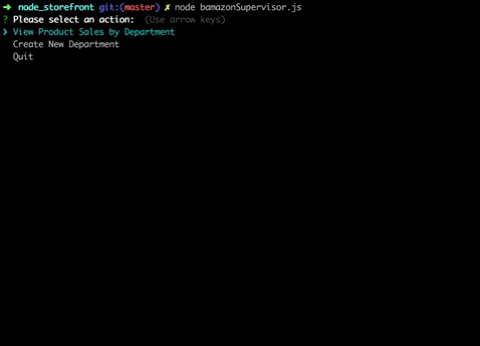 ➜ node_storefront git:(master) ✗ node bamazonSupervisor.js
? Please select an action: (Use arrow keys)
❯ View Product Sales by Department
Create New Department
Quit